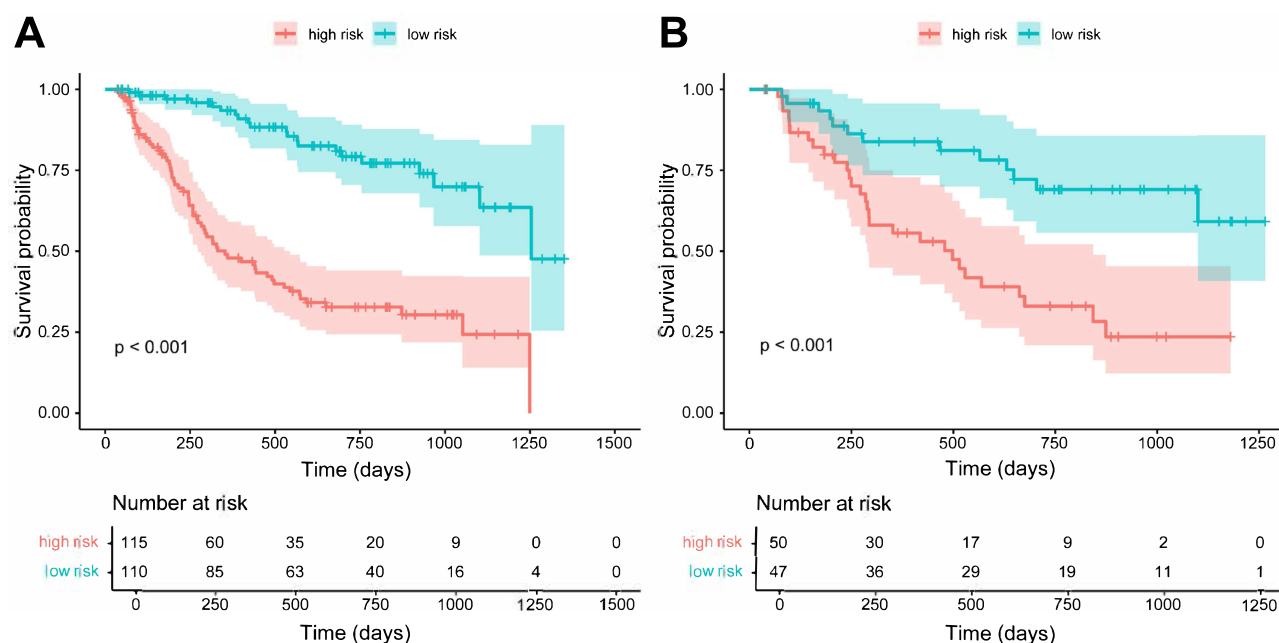 A
high risk low risk
Survival probability
1.00
0.75
0.50
0.25
0.00
p < 0.001
0 250 500 750 1000 1250 1500
Time (days)
Number at risk
high risk 115 60 35 20 9 0 0
low risk 110 85 63 40 16 4 0
0 250 500 750 1000 1250 1500
Time (days)
B
high risk low risk
Survival probability
1.00
0.75
0.50
0.25
0.00
p < 0.001
0 250 500 750 1000 1250
Time (days)
Number at risk
high risk 50 30 17 9 2 0
low risk 47 36 29 19 11 1
0 250 500 750 1000 1250
Time (days)